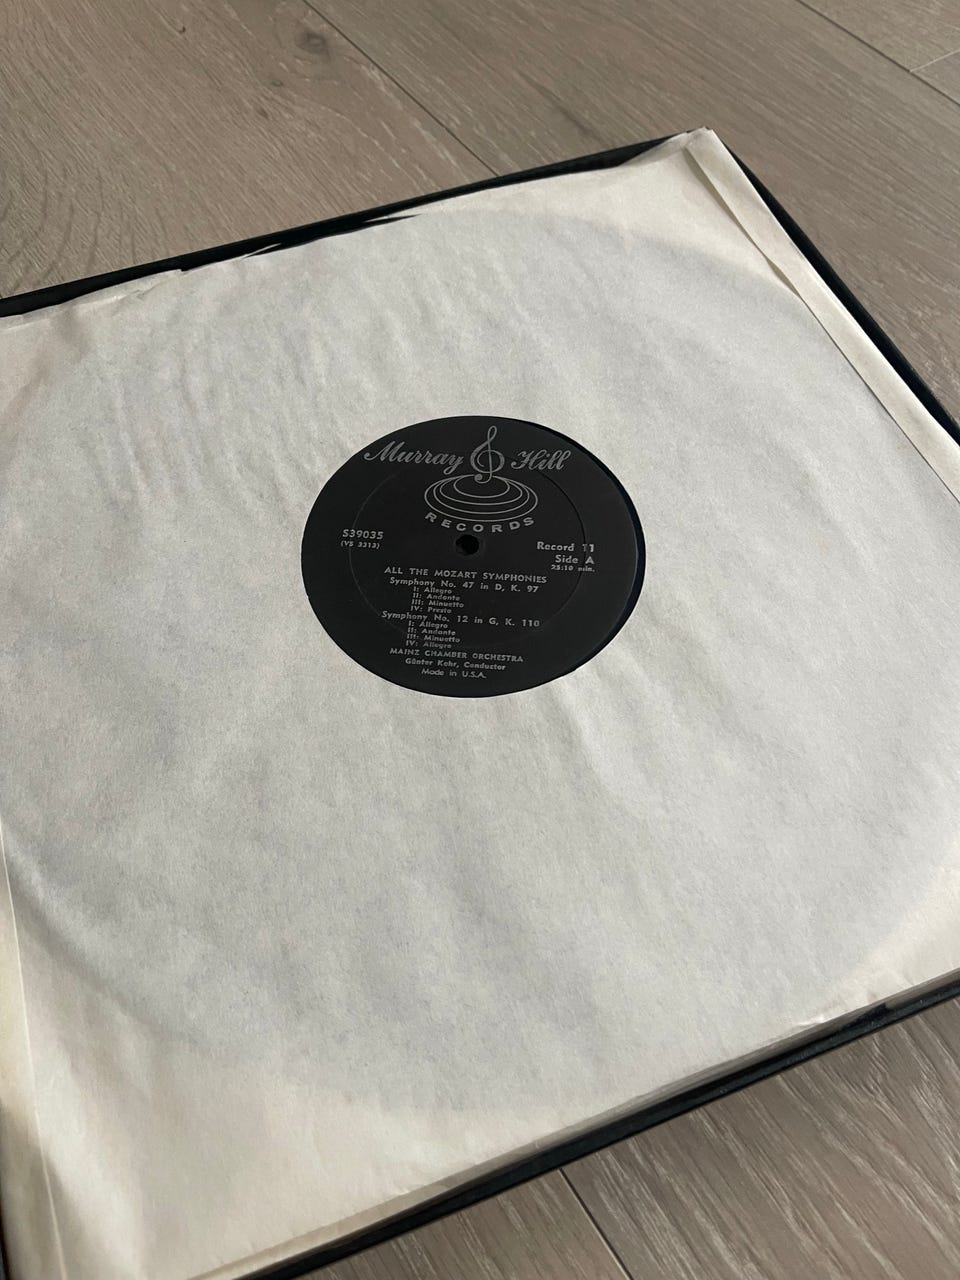 Murray Hill
RECORDS
S39035
(VS 3313)
Record 11
Side A
25:10 min.
ALL THE MOZART SYMPHONIES
Symphony No. 47 in D, K. 97
I: Allegro
II: Andante
III: Minuetto
IV: Presto
Symphony No. 12 in G, K. 110
I: Allegro
II: Andante
III: Minuetto
IV: Allegro
MAINZ CHAMBER ORCHESTRA
Günter Kehr, Conductor
Made in U.S.A.